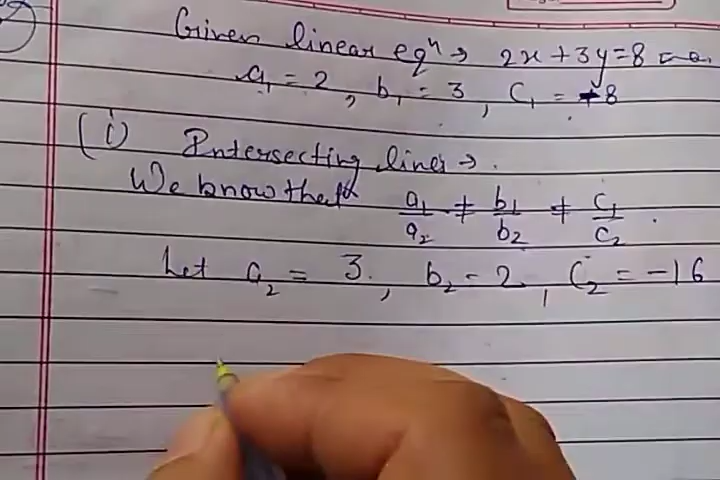 Given linear eqⁿ → 2x + 3y = 8
a₁ = 2, b₁ = 3, C₁ = -8
(i) Intersecting lines →.
We know that a₁/a₂ ≠ b₁/b₂ ≠ c₁/c₂
Let a₂ = 3, b₂ = 2, C₂ = -16